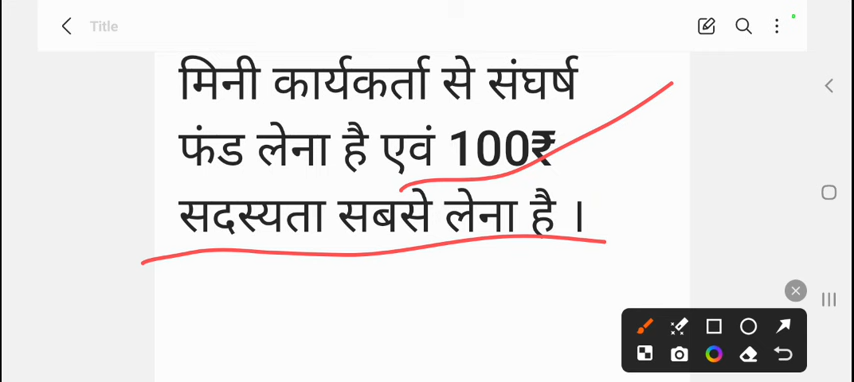 Title
मिनी कार्यकर्ता से संघर्ष
फंड लेना है एवं 100₹
सदस्यता सबसे लेना है ।